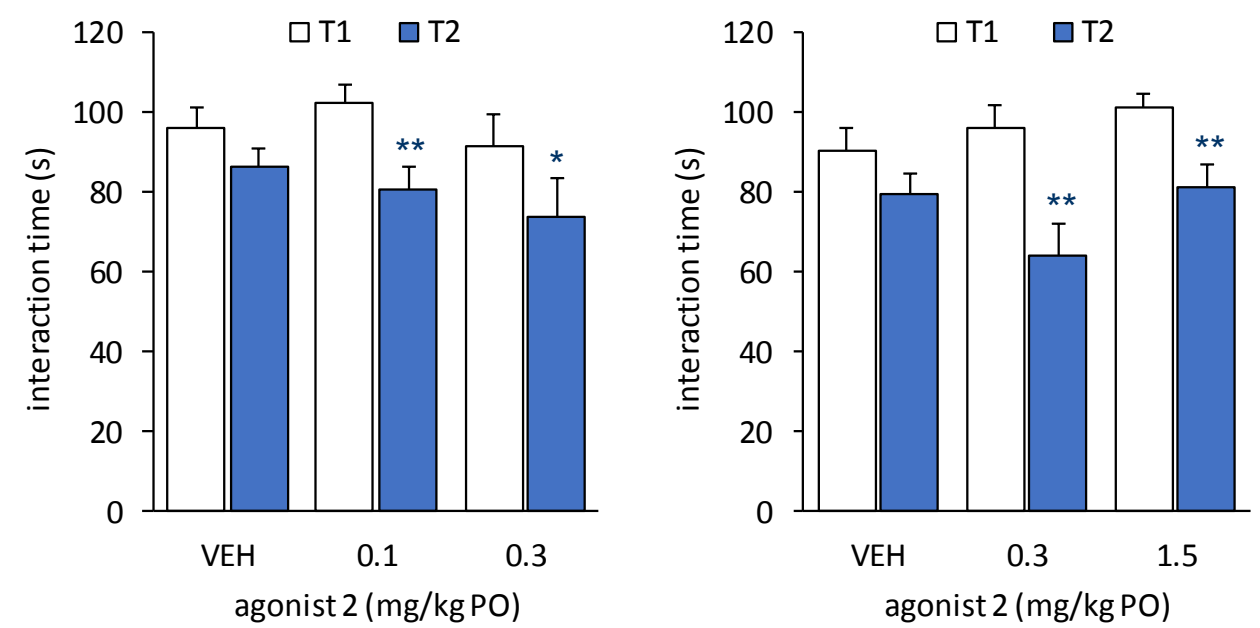 T1 T2
120
100
80
60
40
20
0
interaction time (s)
**
*
VEH 0.1 0.3
agonist 2 (mg/kg PO)
T1 T2
120
100
80
60
40
20
0
interaction time (s)
**
**
VEH 0.3 1.5
agonist 2 (mg/kg PO)